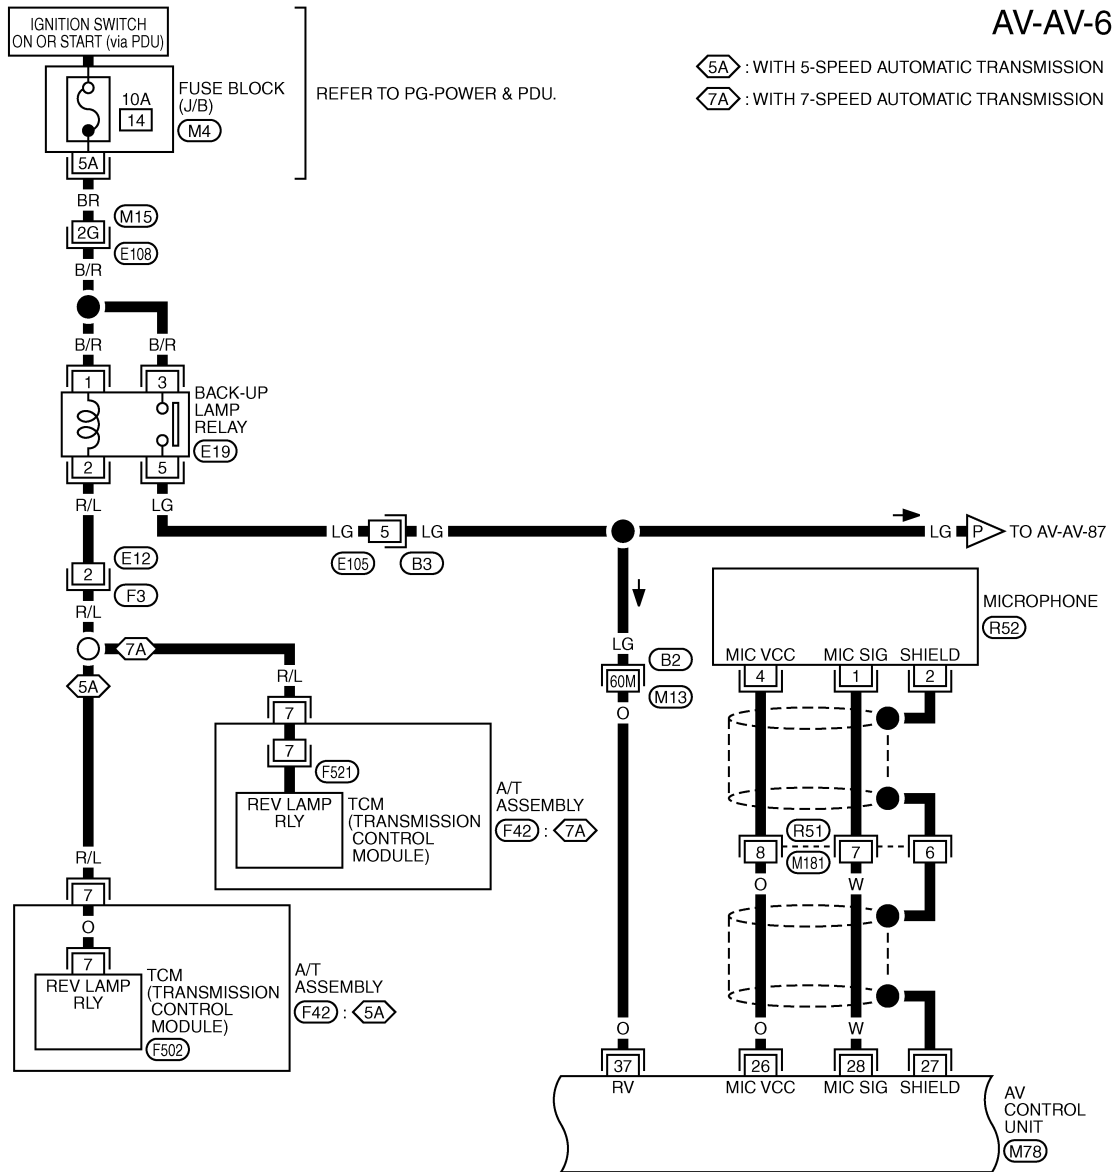 AV-AV-6
IGNITION SWITCH
ON OR START (via PDU)
5A : WITH 5-SPEED AUTOMATIC TRANSMISSION
7A : WITH 7-SPEED AUTOMATIC TRANSMISSION
10A
14
FUSE BLOCK
(J/B)
M4
REFER TO PG-POWER & PDU.
5A
BR
M15
2G
E108
B/R
B/R
B/R
1
3
BACK-UP
LAMP
RELAY
E19
2
5
R/L
LG
LG
5
LG
E105
B3
LG
P
TO AV-AV-87
E12
2
F3
R/L
7A
5A
R/L
LG
B2
60M
M13
O
MICROPHONE
R52
MIC VCC
MIC SIG
SHIELD
4
1
2
7
7
F521
REV LAMP
RLY
TCM
(TRANSMISSION
CONTROL
MODULE)
A/T
ASSEMBLY
F42 : 7A
R51
8
7
6
M181
O
W
R/L
7
O
7
REV LAMP
RLY
TCM
(TRANSMISSION
CONTROL
MODULE)
F502
A/T
ASSEMBLY
F42 : 5A
O
O
W
37
26
28
27
RV
MIC VCC
MIC SIG
SHIELD
AV
CONTROL
UNIT
M78